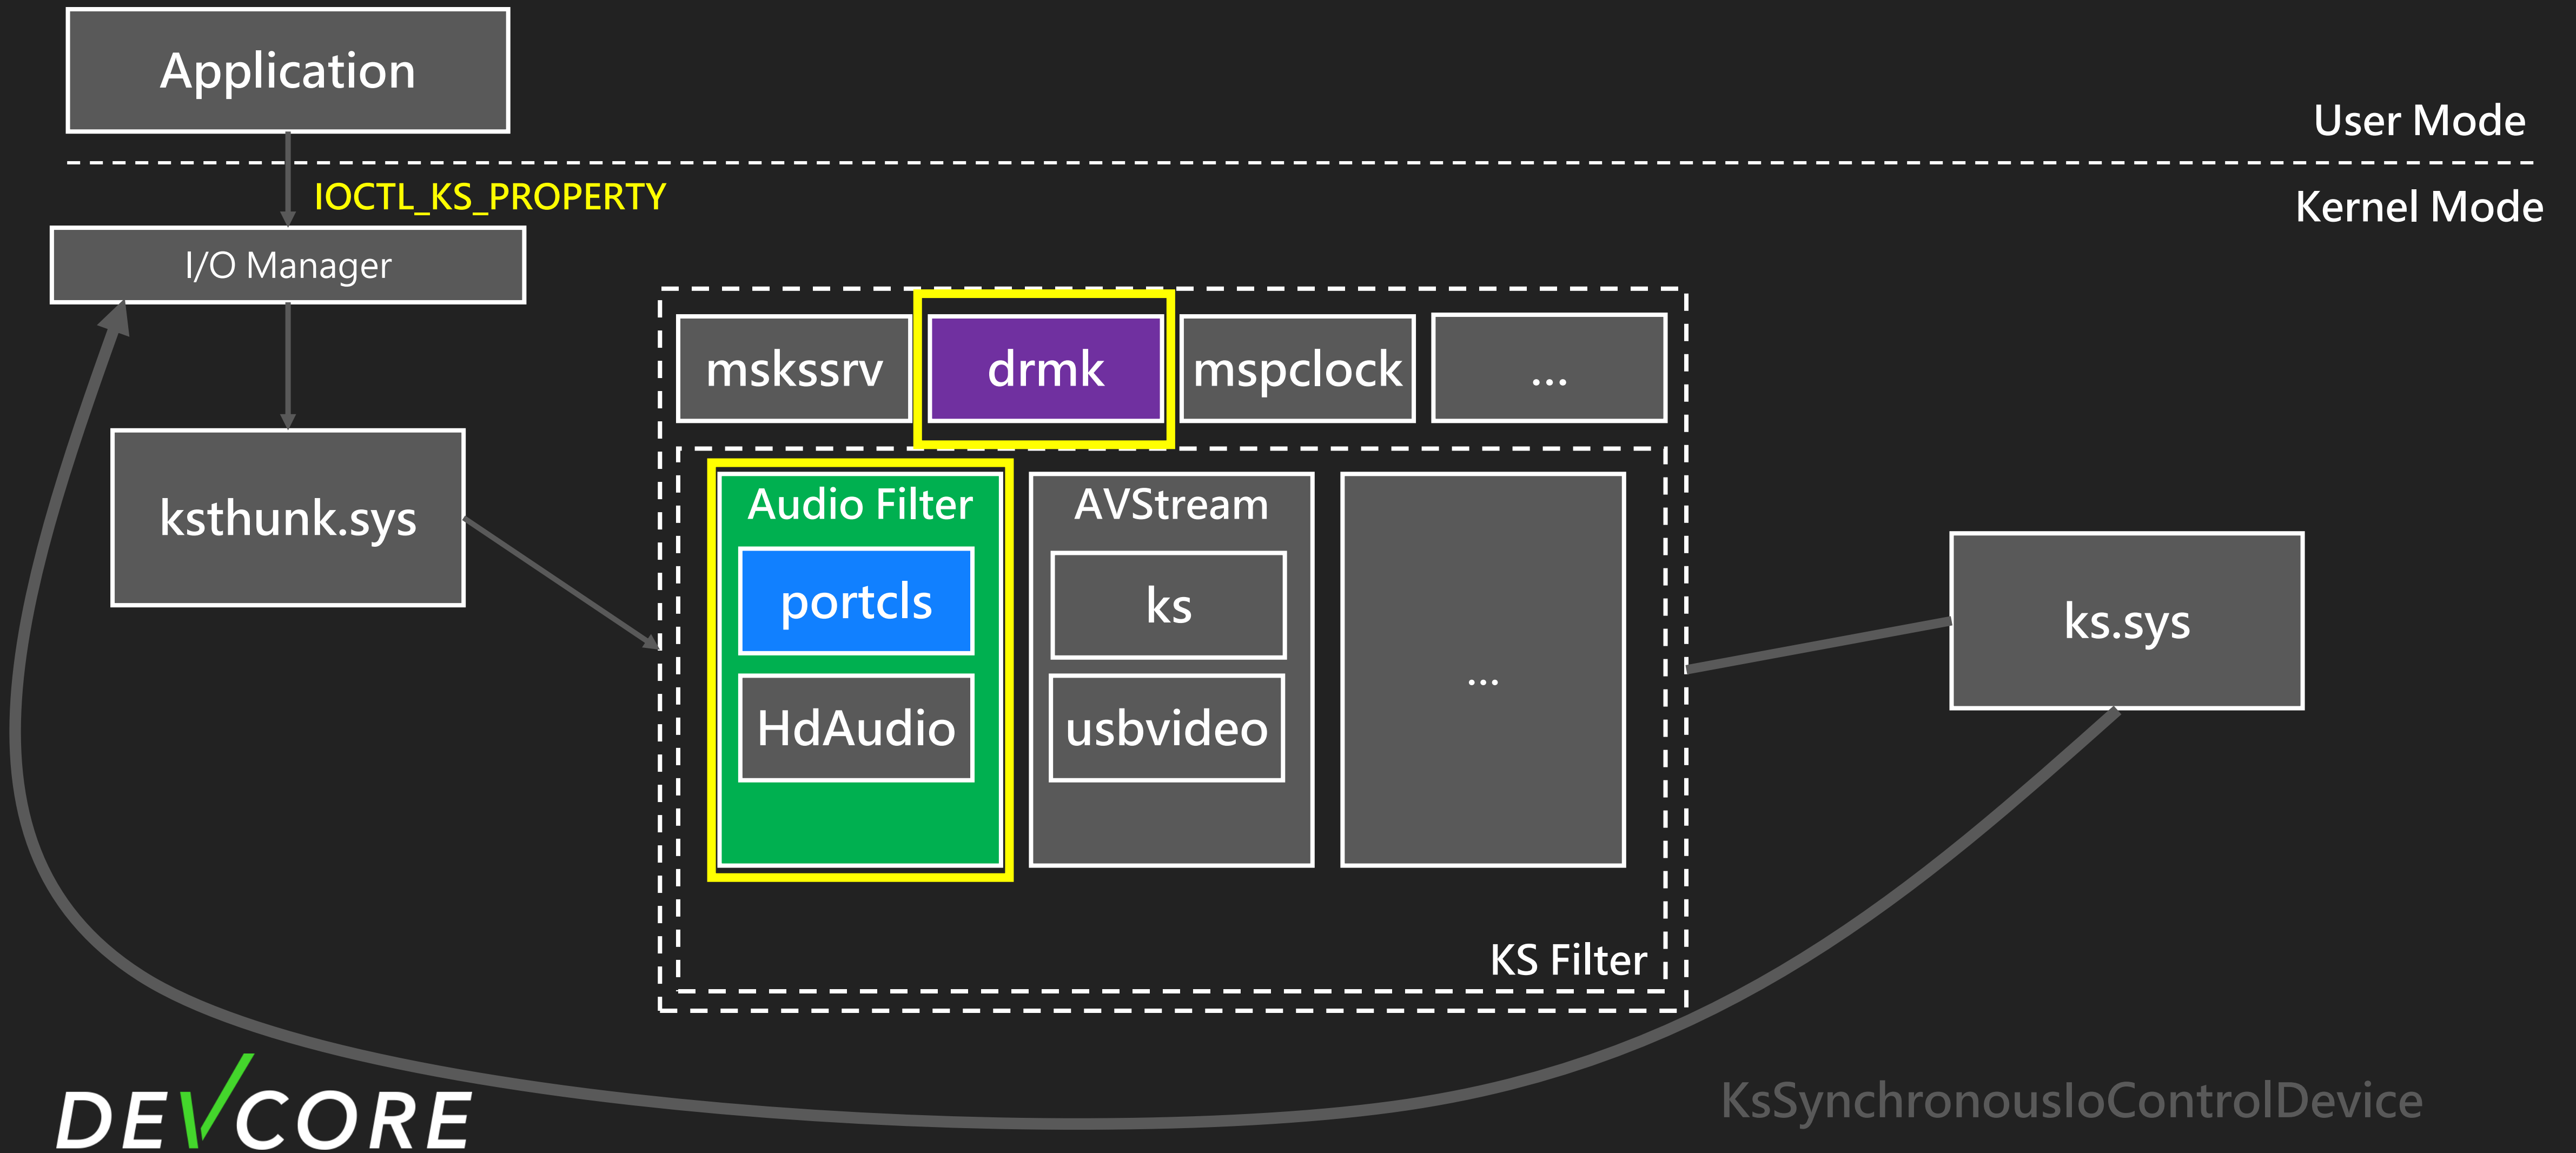 Application
User Mode
IOCTL_KS_PROPERTY
Kernel Mode
I/O Manager
mskssrv
drmk
mspclock
...
ksthunk.sys
Audio Filter
portcls
HdAudio
AVStream
ks
usbvideo
...
ks.sys
KS Filter
DEVCORE
KsSynchronousIoControlDevice